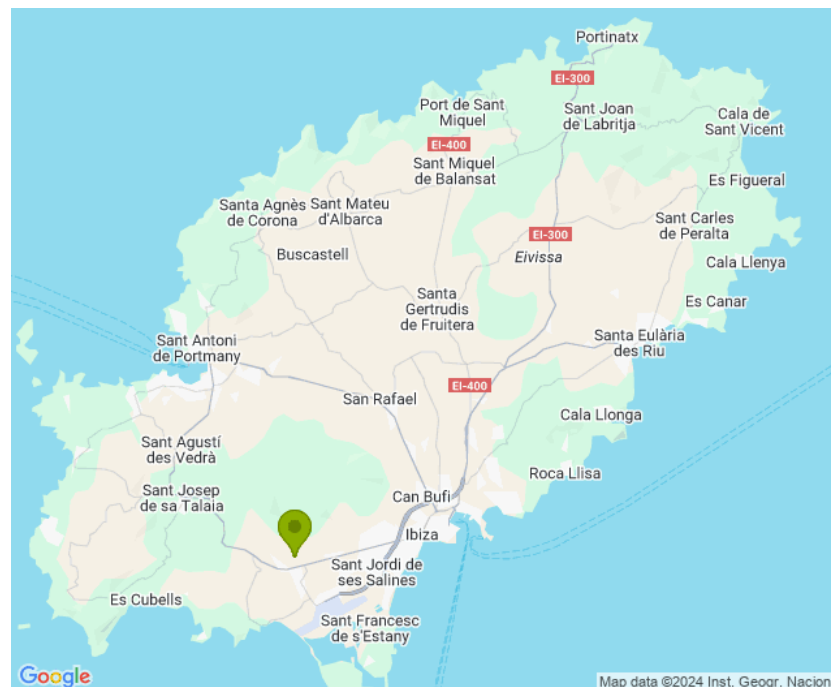 Portinatx
EI-300
Port de Sant
Miquel
Sant Joan
de Labritja
Cala de
Sant Vicent
EI-400
Sant Miquel
de Balansat
Es Figueral
Santa Agnès
de Corona
Sant Mateu
d'Albarca
Sant Carles
de Peralta
EI-300
Buscastell
Eivissa
Cala Llenya
Santa
Gertrudis
de Fruitera
Es Canar
Sant Antoni
de Portmany
Santa Eulària
des Riu
EI-400
San Rafael
Cala Llonga
Sant Agustí
des Vedrà
Roca Llisa
Sant Josep
de sa Talaia
Can Bufi
Ibiza
Sant Jordi de
ses Salines
Es Cubells
Sant Francesc
de s'Estany
Google
Map data ©2024 Inst. Geogr. Nacion